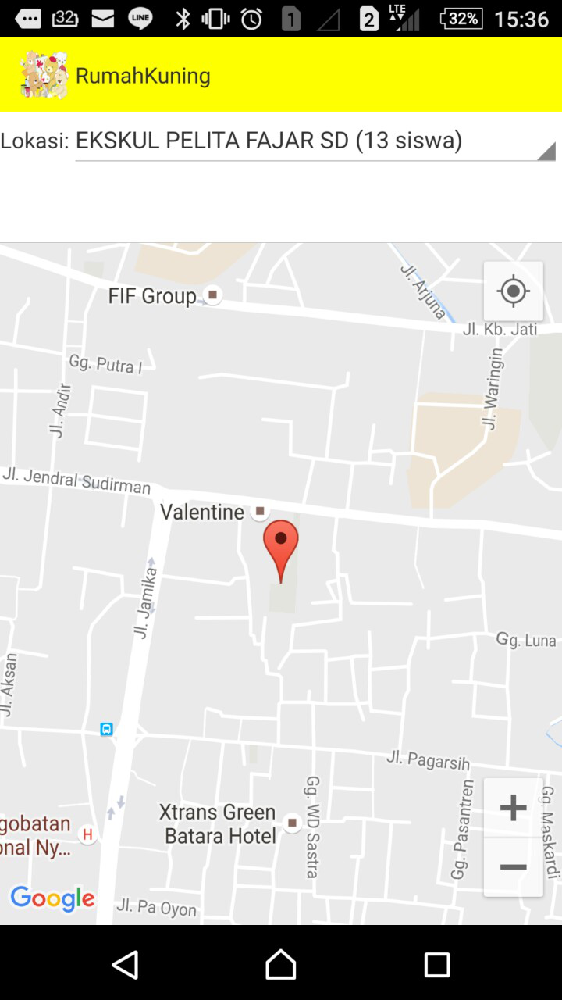 32 LINE 1 2 LTE 32% 15:36
RumahKuning
Lokasi: EKSKUL PELITA FAJAR SD (13 siswa)
FIF Group
Jl. Arjuna
Jl. Kb. Jati
Gg. Putra I
Jl. Waringin
Jl. Andir
Jl. Jendral Sudirman
Valentine
Jl. Jamika
Gg. Luna
Jl. Aksan
Jl. Pagarsih
Gg. WD Sastra
Gg. Pasantren
Gg. Maskardi
Xtrans Green
Batara Hotel
gobatan
onal Ny...
H
Google
Jl. Pa Oyon